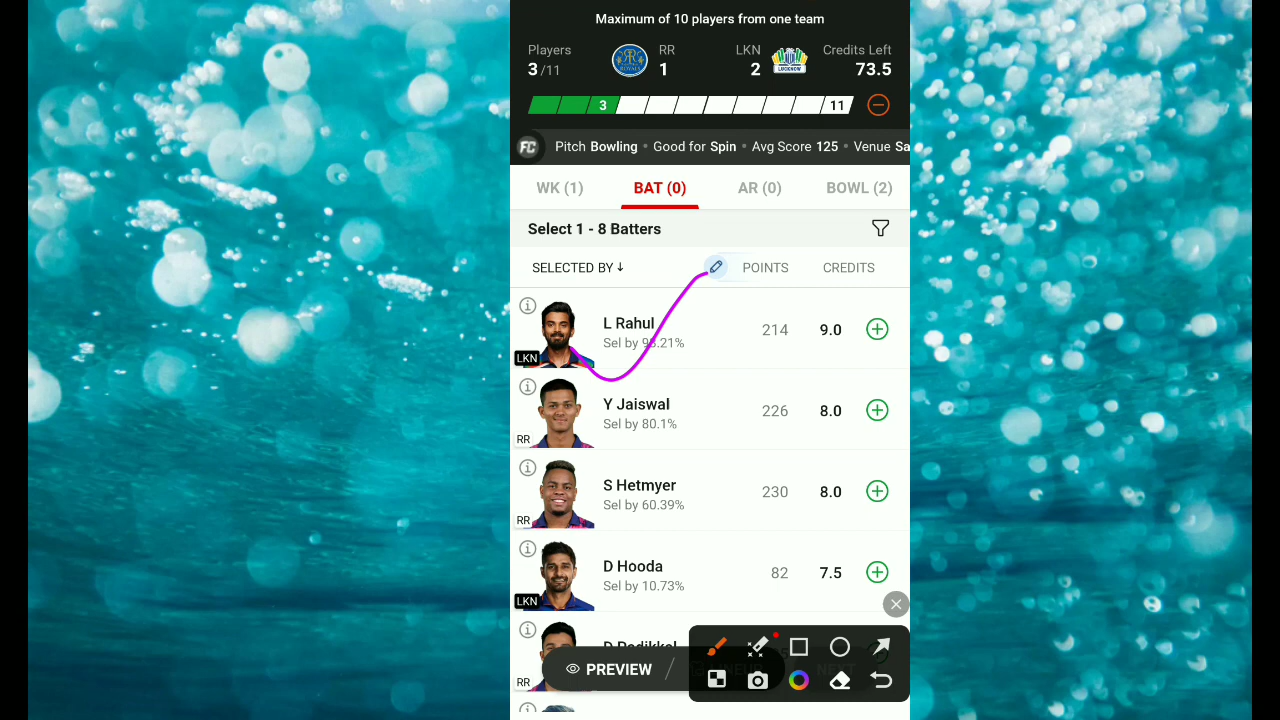 Maximum of 10 players from one team
Players RR LKN Credits Left
3/11 1 2 73.5
ROYALS LUCKNOW
3 11
FC Pitch Bowling • Good for Spin • Avg Score 125 • Venue Sa
WK (1) BAT (0) AR (0) BOWL (2)
Select 1 - 8 Batters
SELECTED BY ↓ POINTS CREDITS
L Rahul 214 9.0
LKN
Y Jaiswal 226 8.0
Sel by 80.1%
RR
S Hetmyer 230 8.0
Sel by 60.39%
RR
D Hooda 82 7.5
Sel by 10.73%
LKN
RR
PREVIEW